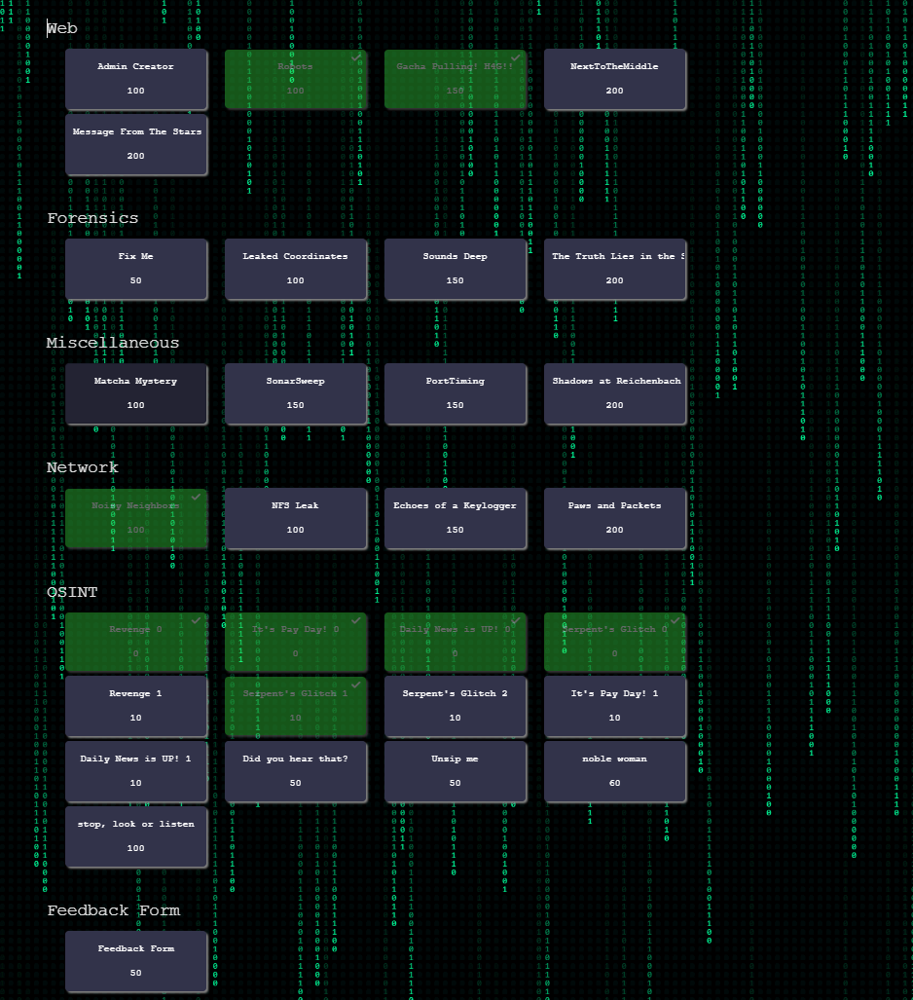 Web
Admin Creator
100
Robots
100
Gacha Pulling! H4G!!
150
NextToTheMiddle
200
Message From The Stars
200
Forensics
Fix Me
50
Leaked Coordinates
100
Sounds Deep
150
The Truth Lies in the S
200
Miscellaneous
Matcha Mystery
100
SonarSweep
150
PortTiming
150
Shadows at Reichenbach
200
Network
Noisy Neighbors
100
NFS Leak
100
Echoes of a Keylogger
150
Paws and Packets
200
OSINT
Revenge 0
0
It's Pay Day! 0
0
Daily News is UP! 0
0
Serpent's Glitch 0
0
Revenge 1
10
Serpent's Glitch 1
10
Serpent's Glitch 2
10
It's Pay Day! 1
10
Daily News is UP! 1
10
Did you hear that?
50
Unzip me
50
noble woman
60
stop, look or listen
100
Feedback Form
Feedback Form
50